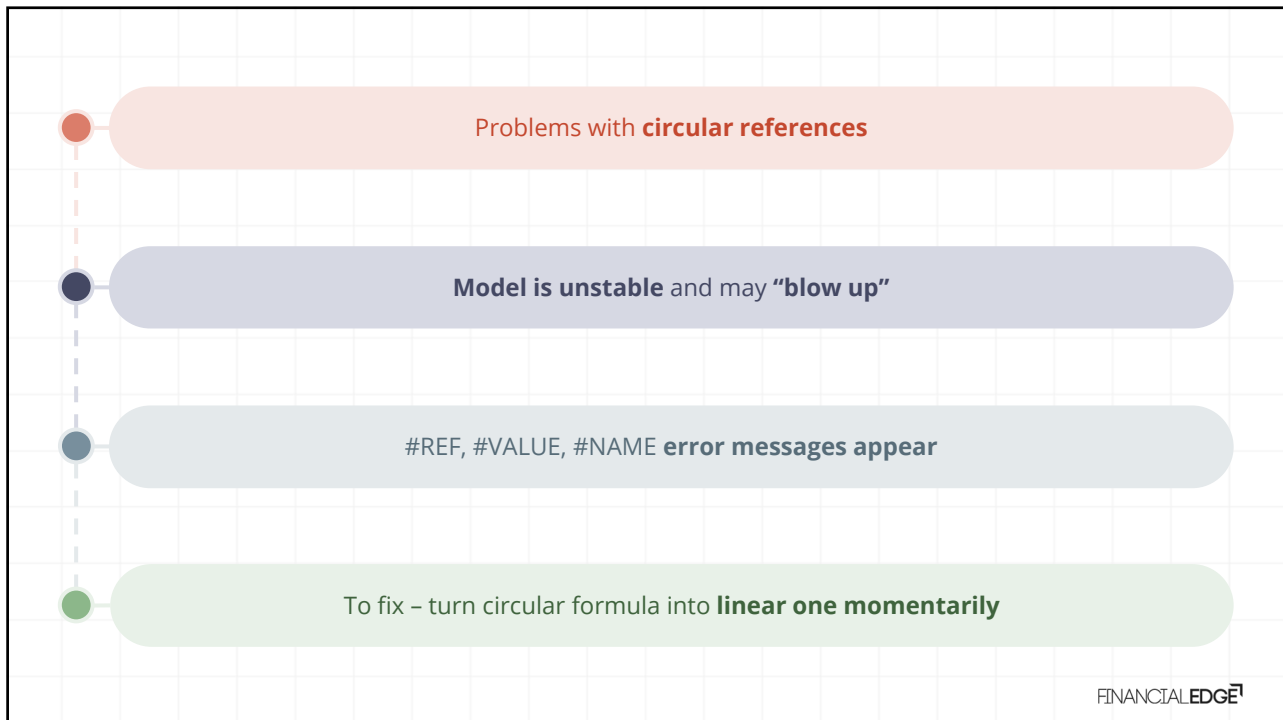 Problems with circular references
Model is unstable and may “blow up”
#REF, #VALUE, #NAME error messages appear
To fix – turn circular formula into linear one momentarily
FINANCIALEDGE